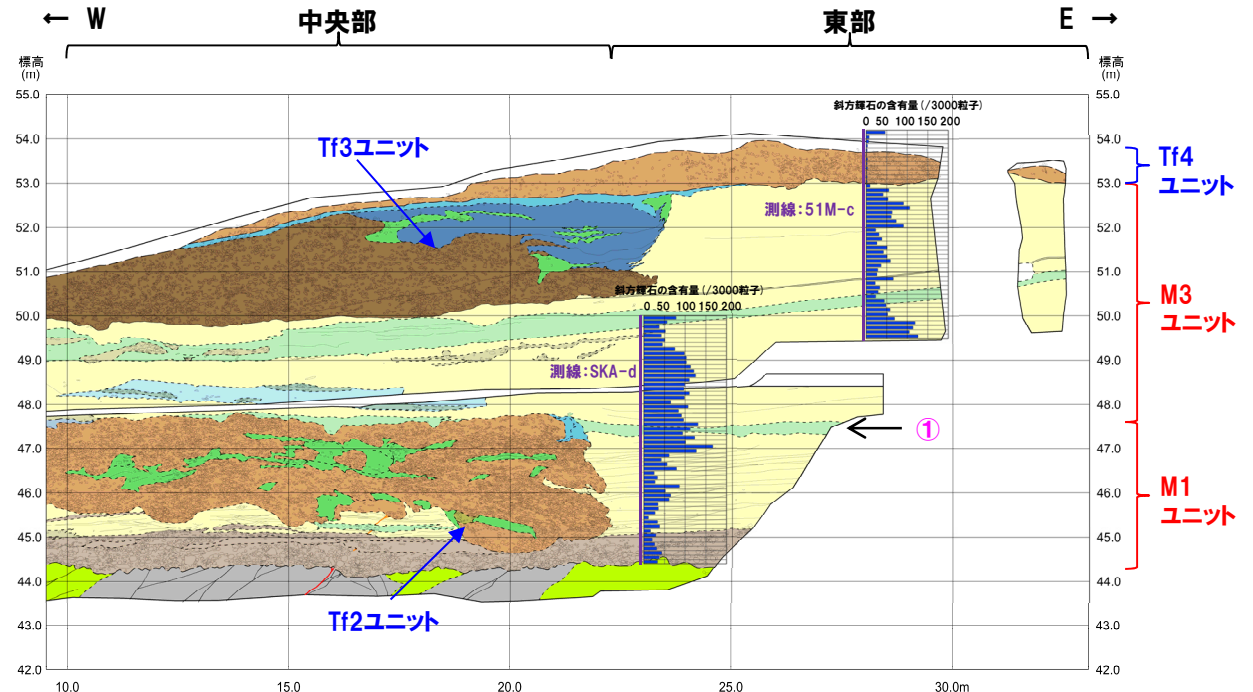 ← W
中央部
東部
E →
標高
(m)
標高
(m)
斜方輝石の含有量(/3000粒子)
0 50 100 150 200
55.0
54.0
53.0
52.0
51.0
50.0
49.0
48.0
47.0
46.0
45.0
44.0
43.0
42.0
Tf3ユニット
測線:51M-c
斜方輝石の含有量(/3000粒子)
0 50 100 150 200
測線:SKA-d
①
Tf2ユニット
55.0
54.0
53.0
52.0
51.0
50.0
49.0
48.0
47.0
46.0
45.0
44.0
43.0
42.0
Tf4
ユニット
M3
ユニット
M1
ユニット
10.0 15.0 20.0 25.0 30.0m